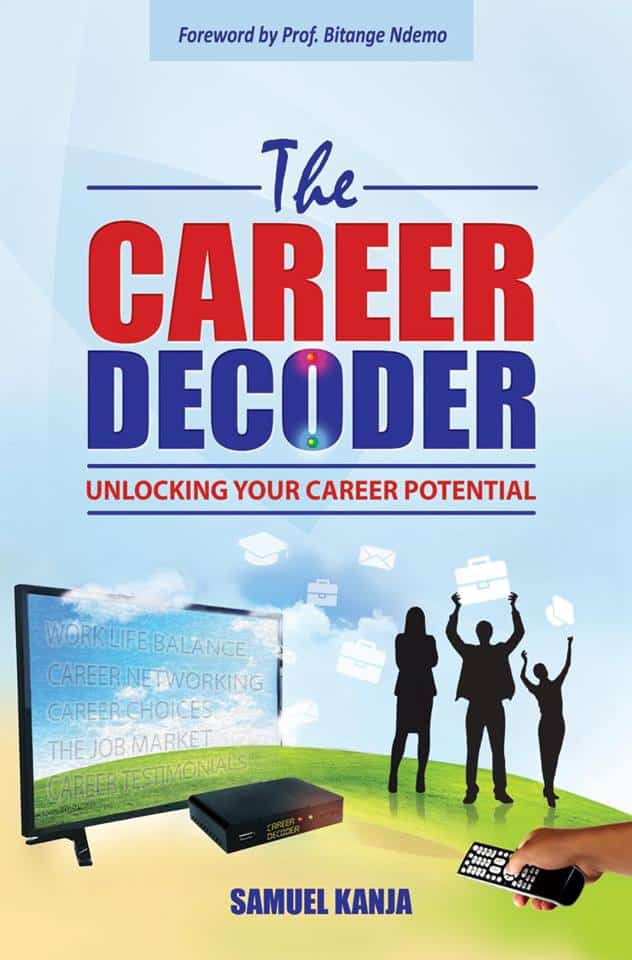 Foreword by Prof. Bitange Ndemo
The
CAREER
DECODER
UNLOCKING YOUR CAREER POTENTIAL
WORK LIFE BALANCE
CAREER NETWORKING
CAREER CHOICES
THE JOB MARKET
CAREER TESTIMONIALS
CAREER
DECODER
SAMUEL KANJA